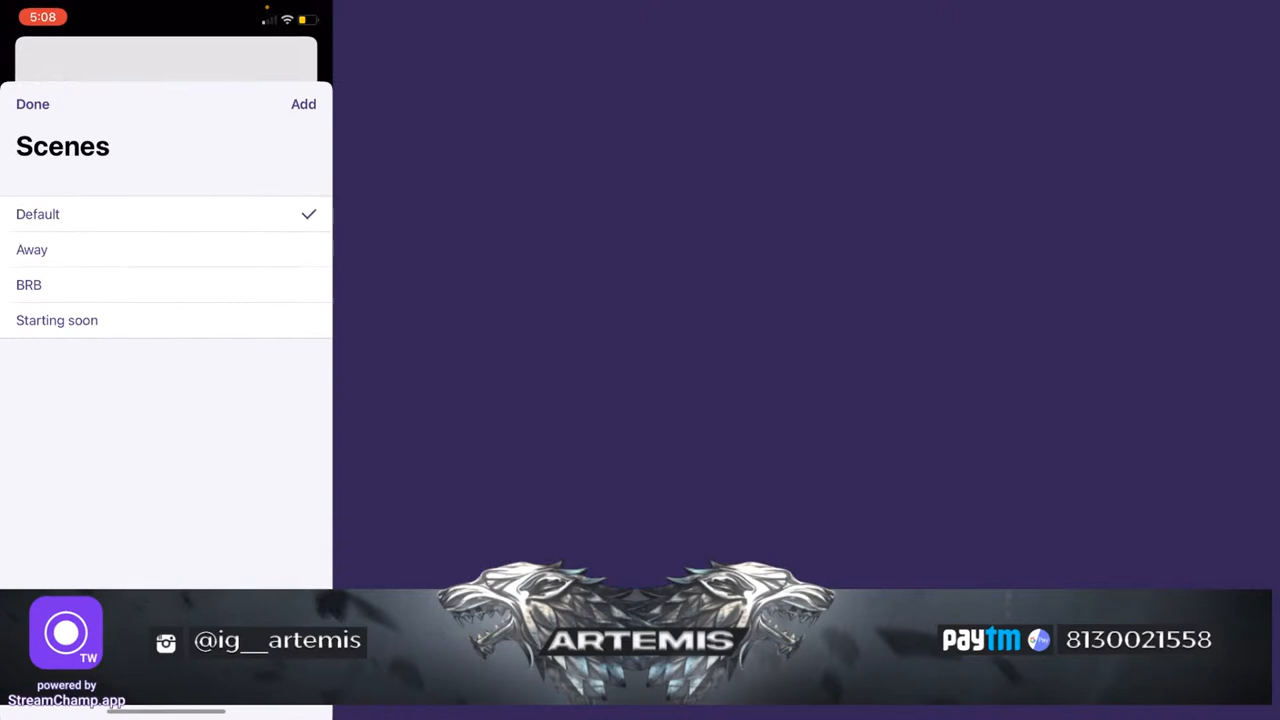 5:08
Done
Add
Scenes
Default
Away
BRB
Starting soon
TW
powered by
StreamChamp.app
@ig__artemis
ARTEMIS
paytm Pay 8130021558